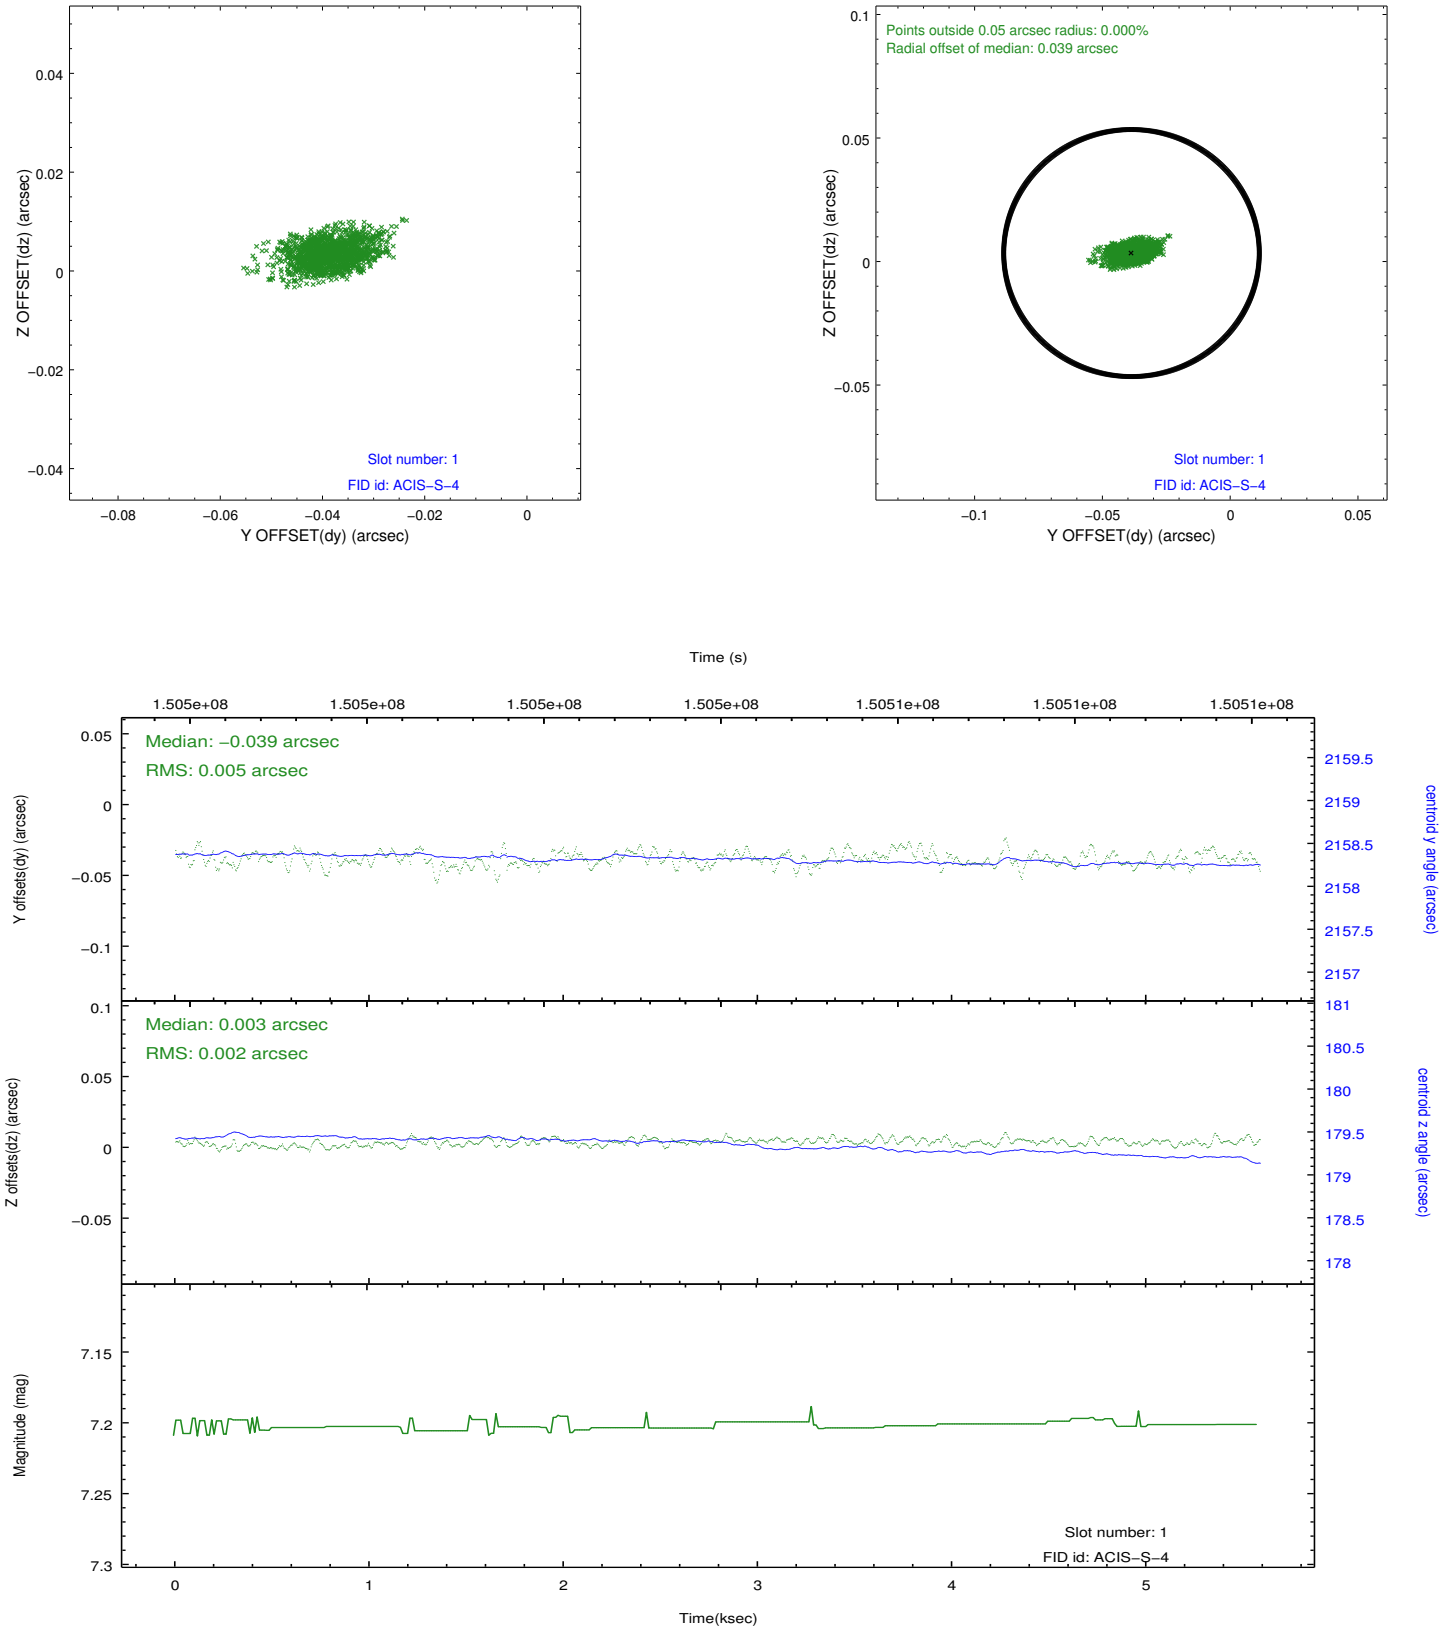 0.04
0.02
0
−0.02
−0.04
Z OFFSET(dz) (arcsec)
Slot number: 1
FID id: ACIS−S−4
−0.08
−0.06
−0.04
−0.02
0
Y OFFSET(dy) (arcsec)
Points outside 0.05 arcsec radius: 0.000%
Radial offset of median: 0.039 arcsec
0.1
0.05
0
−0.05
Z OFFSET(dz) (arcsec)
Slot number: 1
FID id: ACIS−S−4
−0.1
−0.05
0
0.05
Y OFFSET(dy) (arcsec)
Time (s)
1.505e+08
1.505e+08
1.505e+08
1.505e+08
1.5051e+08
1.5051e+08
1.5051e+08
Median: −0.039 arcsec
RMS: 0.005 arcsec
0.05
0
−0.05
−0.1
Y offsets(dy) (arcsec)
2159.5
2159
2158.5
2158
2157.5
2157
centroid y angle (arcsec)
Median: 0.003 arcsec
RMS: 0.002 arcsec
0.1
0.05
0
−0.05
Z offsets(dz) (arcsec)
181
180.5
180
179.5
179
178.5
178
centroid z angle (arcsec)
7.15
7.2
7.25
7.3
Magnitude (mag)
Slot number: 1
FID id: ACIS−S−4
0
1
2
3
4
5
Time(ksec)